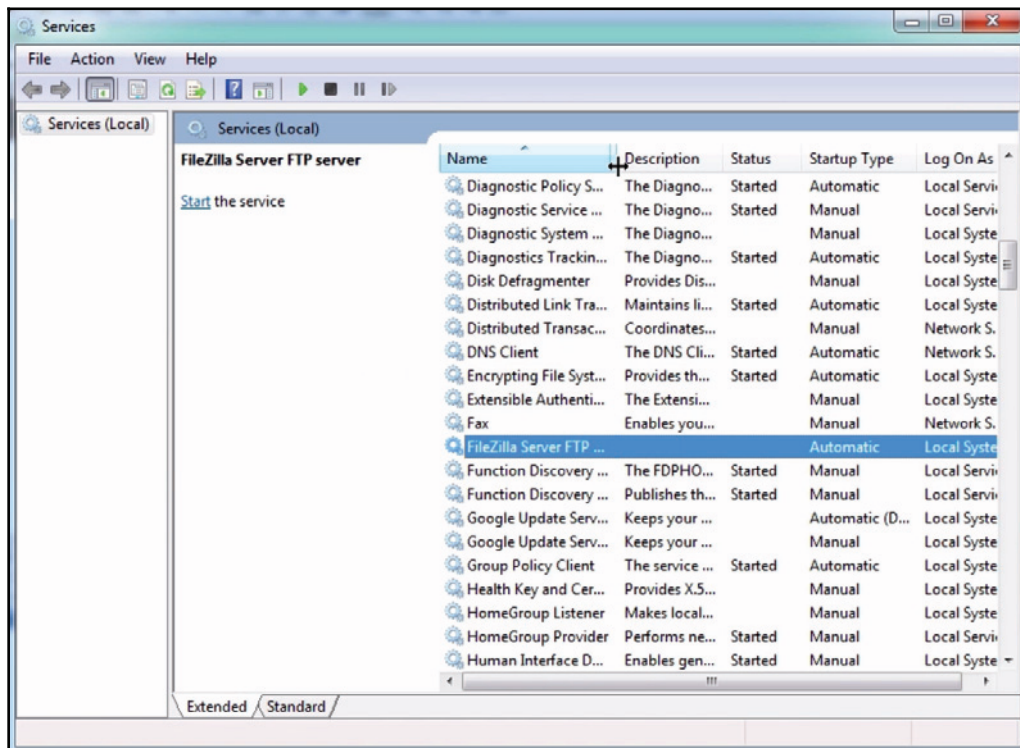 Services
File Action View Help
Services (Local)
Services (Local)
FileZilla Server FTP server
Start the service
Name Description Status Startup Type Log On As
Diagnostic Policy S... The Diagno... Started Automatic Local Servi
Diagnostic Service ... The Diagno... Started Manual Local Servi
Diagnostic System ... The Diagno... Manual Local Syste
Diagnostics Trackin... The Diagno... Started Automatic Local Syste
Disk Defragmenter Provides Dis... Manual Local Syste
Distributed Link Tra... Maintains li... Started Automatic Local Syste
Distributed Transac... Coordinates... Manual Network S.
DNS Client The DNS Cli... Started Automatic Network S.
Encrypting File Syst... Provides th... Started Automatic Local Syste
Extensible Authenti... The Extensi... Manual Local Syste
Fax Enables you... Manual Network S.
FileZilla Server FTP ... Automatic Local Syste
Function Discovery ... The FDPHO... Started Manual Local Servi
Function Discovery ... Publishes th... Started Manual Local Servi
Google Update Serv... Keeps your ... Automatic (D... Local Syste
Google Update Serv... Keeps your ... Manual Local Syste
Group Policy Client The service ... Started Automatic Local Syste
Health Key and Cer... Provides X.5... Manual Local Syste
HomeGroup Listener Makes local... Manual Local Syste
HomeGroup Provider Performs ne... Started Manual Local Servi
Human Interface D... Enables gen... Started Manual Local Syste
Extended Standard